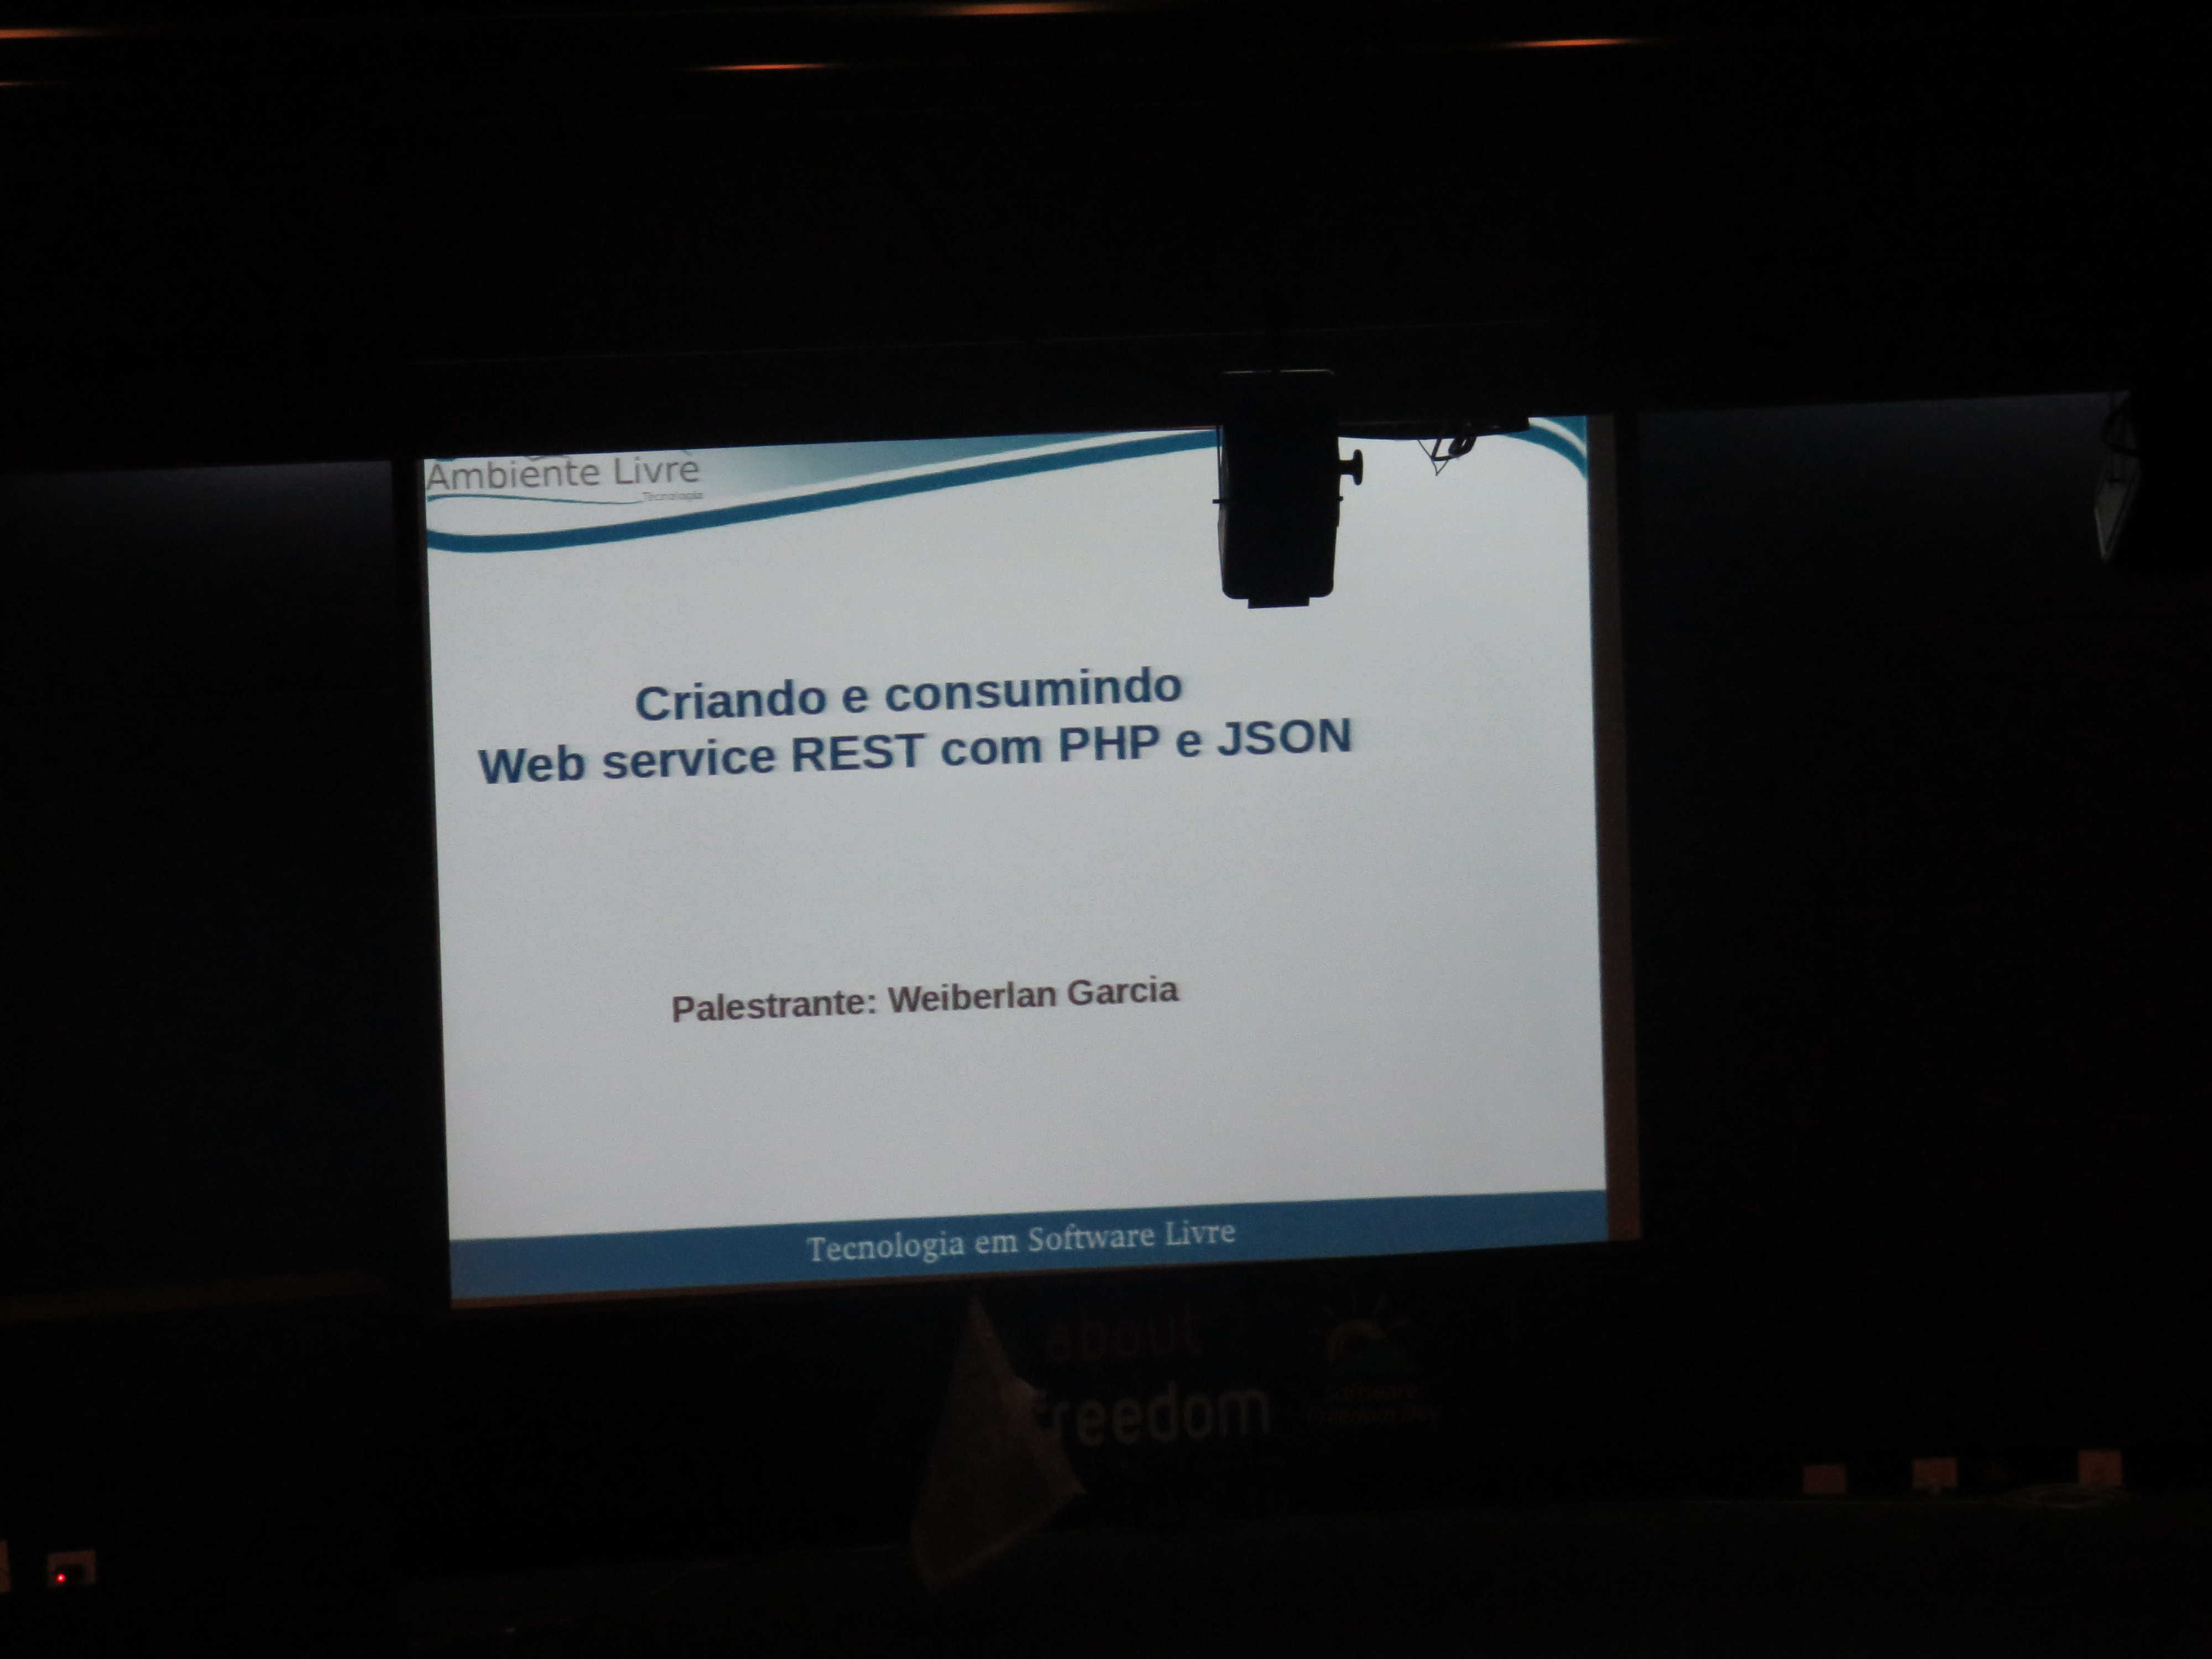 Ambiente Livre
Tecnologia
Criando e consumindo
Web service REST com PHP e JSON
Palestrante: Weiberlan Garcia
Tecnologia em Software Livre
about
freedom
Software
Freedom Day